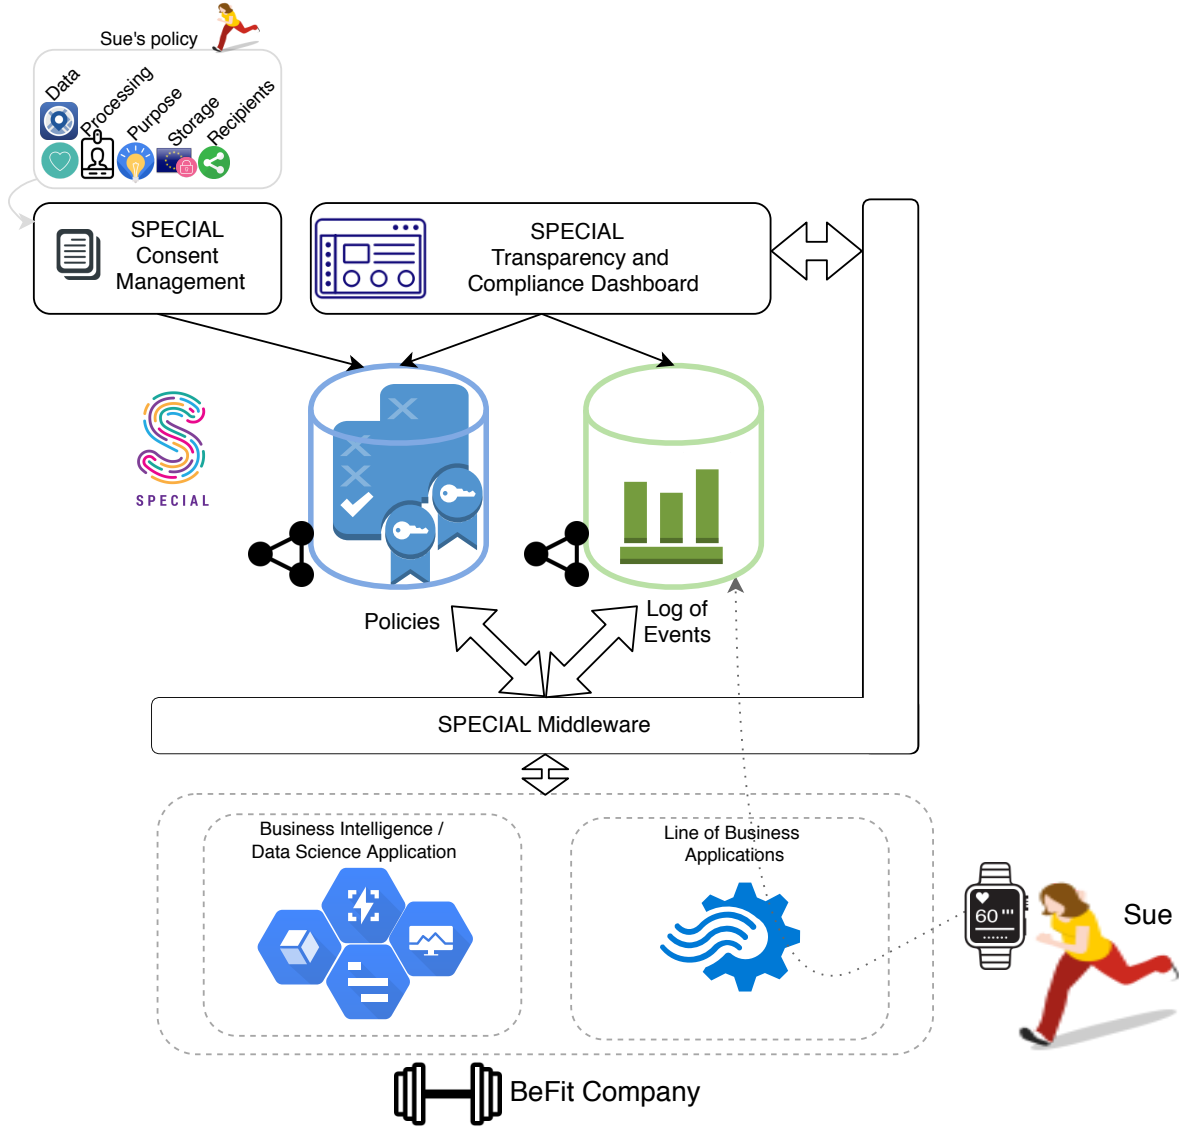 Sue's policy
Data
Processing
Purpose
Storage
Recipients
SPECIAL
Consent
Management
SPECIAL
Transparency and
Compliance Dashboard
SPECIAL
Policies
Log of
Events
SPECIAL Middleware
Business Intelligence /
Data Science Application
Line of Business
Applications
60
Sue
BeFit Company